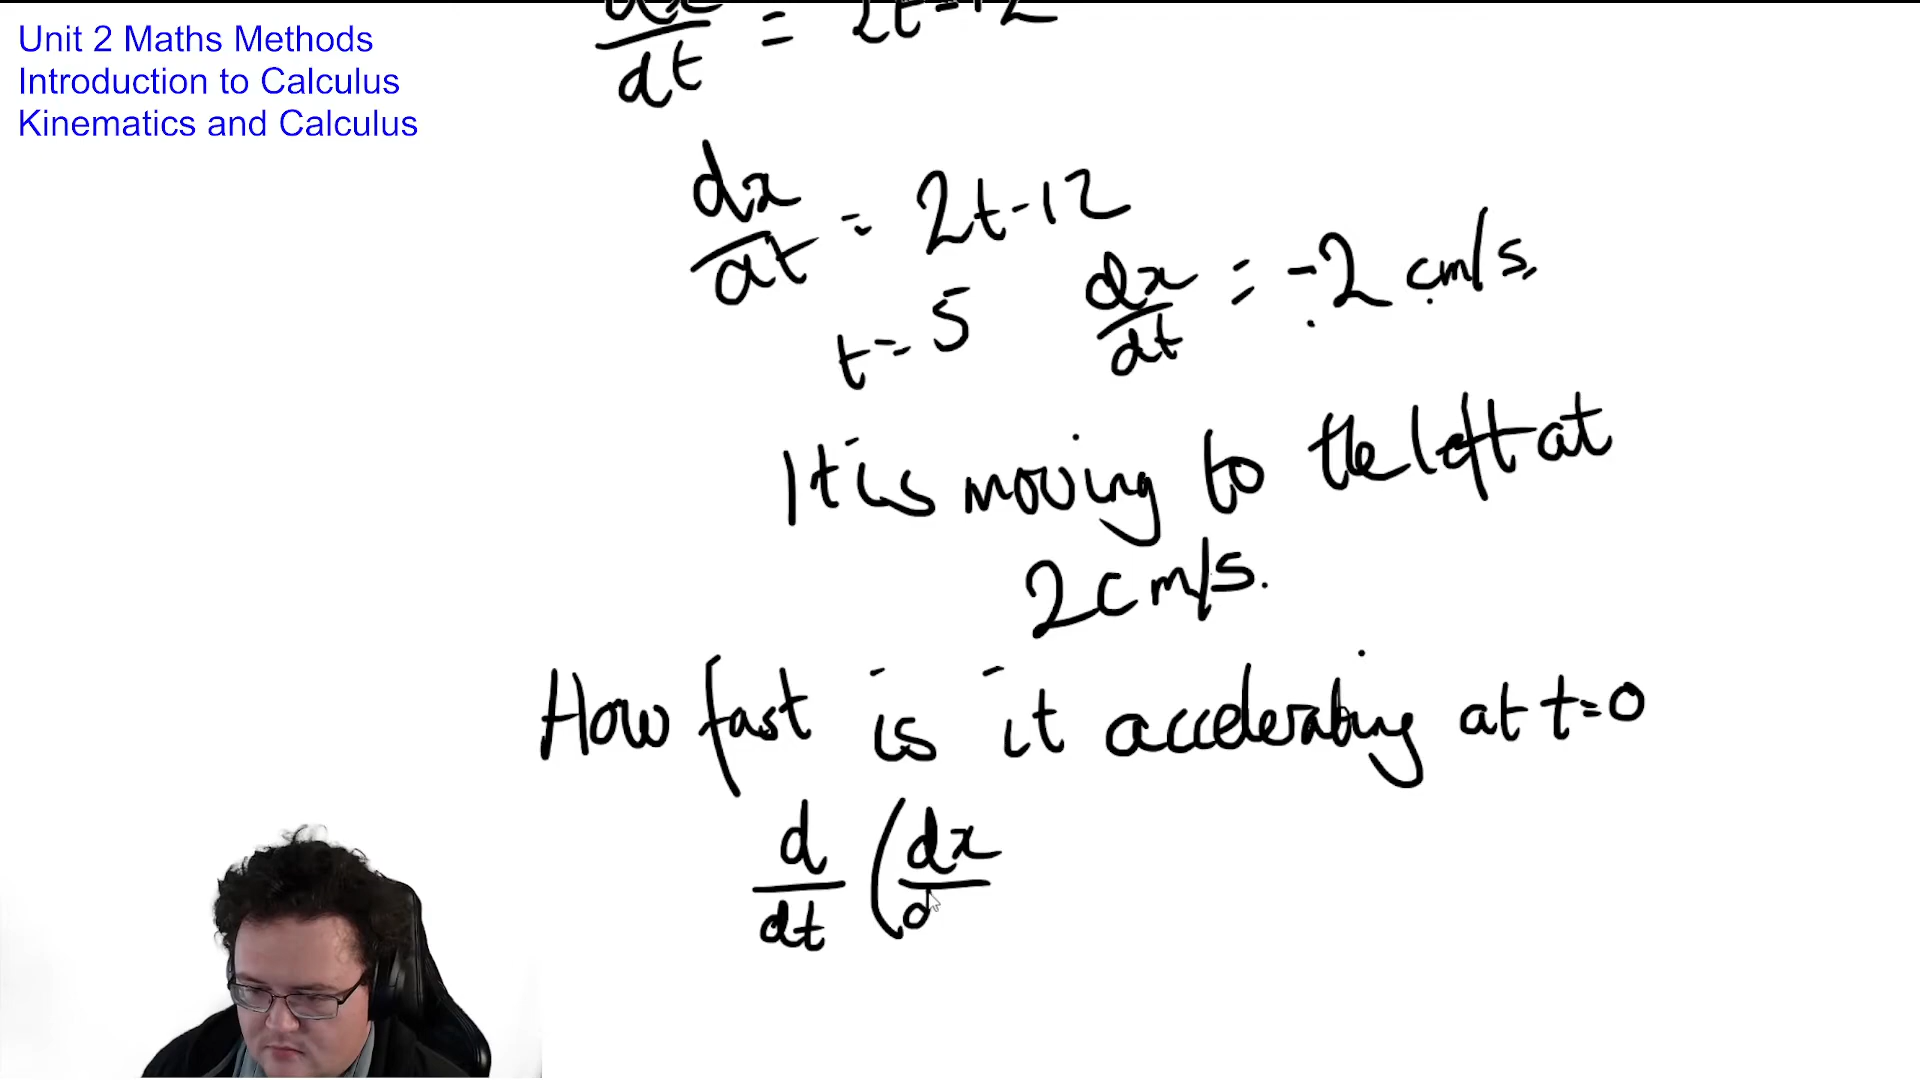 Unit 2 Maths Methods
Introduction to Calculus
Kinematics and Calculus
dx/dt = 2t-12
dx/dt = 2t-12
t=5 dx/dt = -2 cm/s.
It is moving to the left at
2cm/s.
How fast is it accelerating at t=0
d/dt (dx/d